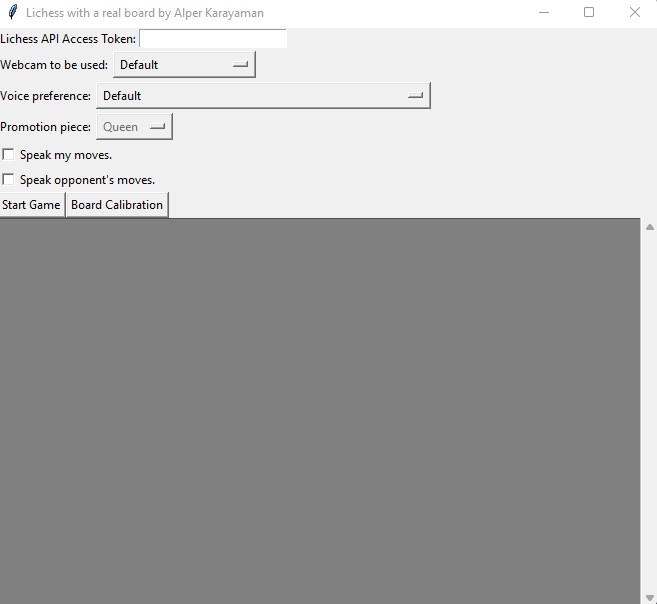 Lichess with a real board by Alper Karayaman
Lichess API Access Token:
Webcam to be used: Default
Voice preference: Default
Promotion piece: Queen
Speak my moves.
Speak opponent's moves.
Start Game Board Calibration